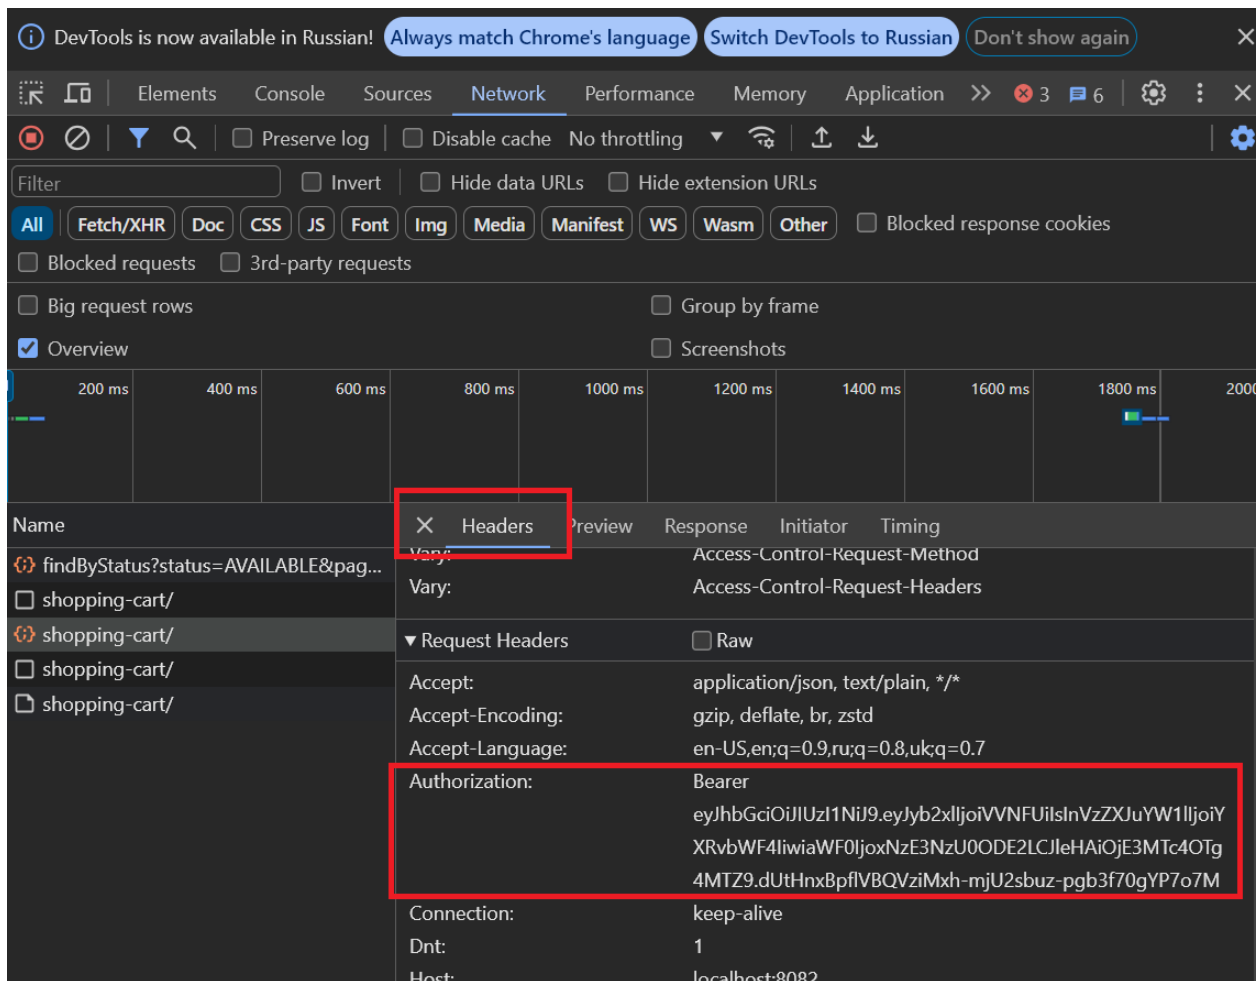 DevTools is now available in Russian! Always match Chrome's language Switch DevTools to Russian Don't show again
Elements Console Sources Network Performance Memory Application 3 6
Preserve log Disable cache No throttling
Filter Invert Hide data URLs Hide extension URLs
All Fetch/XHR Doc CSS JS Font Img Media Manifest WS Wasm Other Blocked response cookies
Blocked requests 3rd-party requests
Big request rows Group by frame
Overview Screenshots
200 ms 400 ms 600 ms 800 ms 1000 ms 1200 ms 1400 ms 1600 ms 1800 ms 2000
Name
findByStatus?status=AVAILABLE&pag...
shopping-cart/
shopping-cart/
shopping-cart/
shopping-cart/
Headers Preview Response Initiator Timing
Vary: Access-Control-Request-Method
Vary: Access-Control-Request-Headers
Request Headers Raw
Accept: application/json, text/plain, */*
Accept-Encoding: gzip, deflate, br, zstd
Accept-Language: en-US,en;q=0.9,ru;q=0.8,uk;q=0.7
Authorization: Bearer
eyJhbGciOiJIUzI1NiJ9.eyJyb2xlIjoiVVNFUiIsInVzZXJuYW1lIjoiY
XRvbWF4IiwiaWF0IjoxNzE3NzU0ODE2LCJleHAiOjE3MTc4OTg
4MTZ9.dUtHnxBpflVBQVziMxh-mjU2sbuz-pgb3f70gYP7o7M
Connection: keep-alive
Dnt: 1
Host: localhost:8082